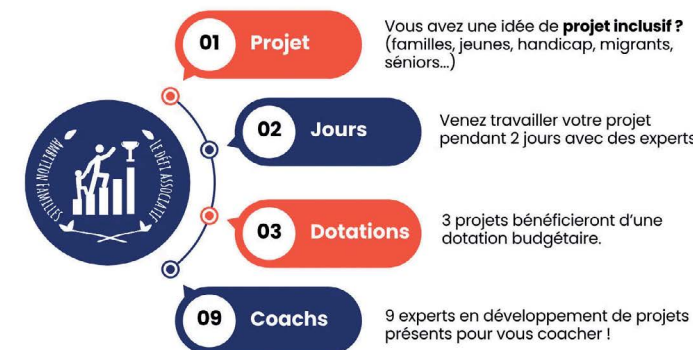 01 Projet
Vous avez une idée de projet inclusif ?
(familles, jeunes, handicap, migrants,
séniors...)
02 Jours
Venez travailler votre projet
pendant 2 jours avec des experts
AMBITION FAMILLES
LE DÉFI ASSOCIATIF
03 Dotations
3 projets bénéficieront d'une
dotation budgétaire.
09 Coachs
9 experts en développement de projets
présents pour vous coacher !